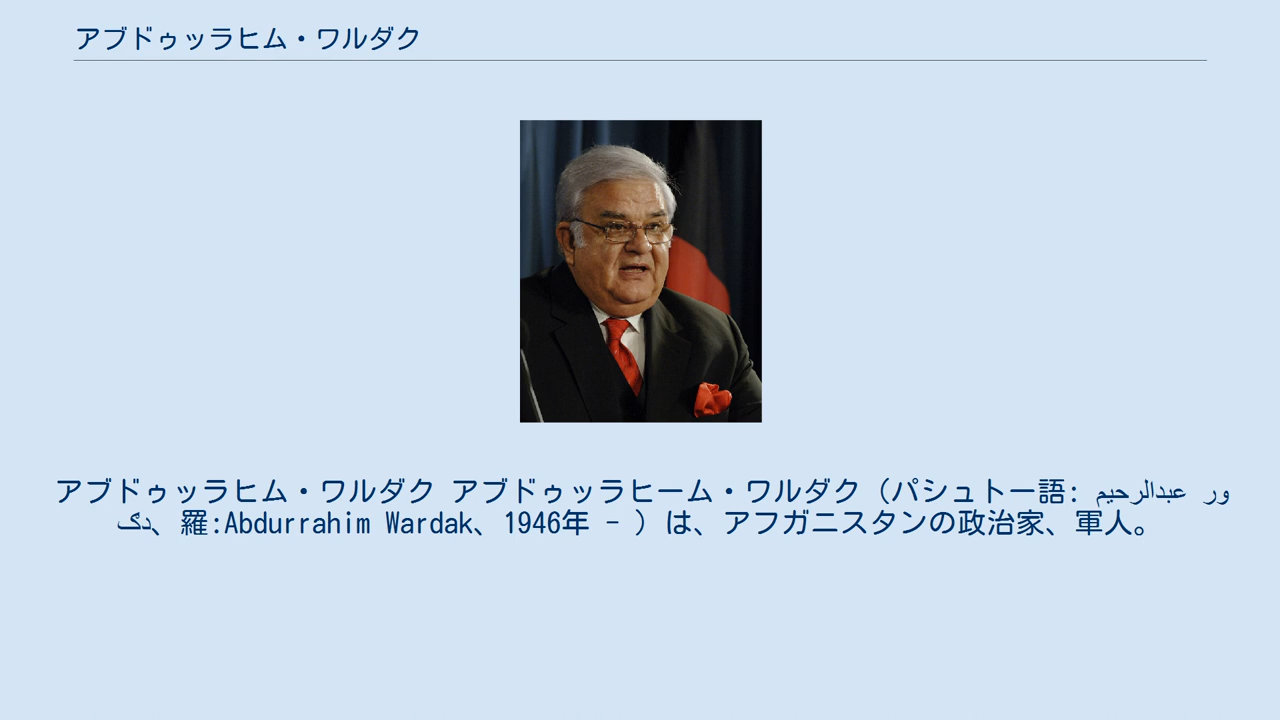 アブドゥッラヒム・ワルダク
アブドゥッラヒム・ワルダク アブドゥッラヒーム・ワルダク（パシュトー語: عبدالرحيم ور
دګ、羅:Abdurrahim Wardak、1946年 - ）は、アフガニスタンの政治家、軍人。